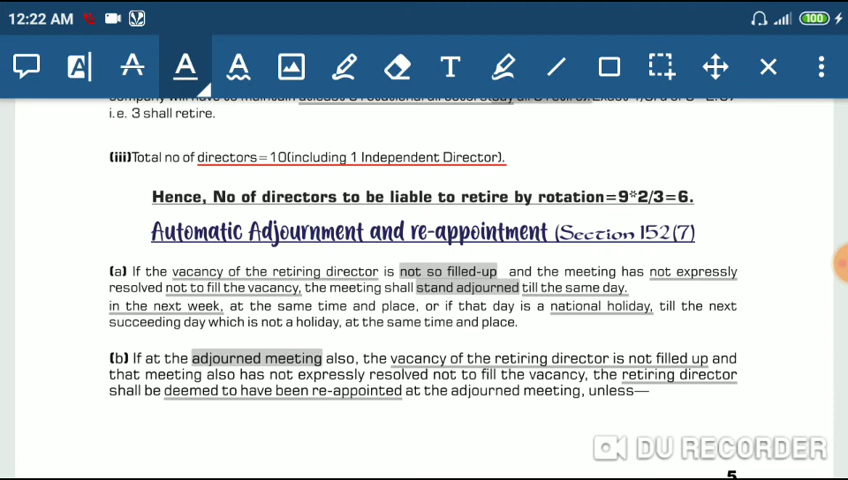 12:22 AM
100
i.e. 3 shall retire.
(iii)Total no of directors=10(including 1 Independent Director).
Hence, No of directors to be liable to retire by rotation=9*2/3=6.
Automatic Adjournment and re-appointment (Section 152(7)
(a) If the vacancy of the retiring director is not so filled-up and the meeting has not expressly
resolved not to fill the vacancy, the meeting shall stand adjourned till the same day.
in the next week, at the same time and place, or if that day is a national holiday, till the next
succeeding day which is not a holiday, at the same time and place.
(b) If at the adjourned meeting also, the vacancy of the retiring director is not filled up and
that meeting also has not expressly resolved not to fill the vacancy, the retiring director
shall be deemed to have been re-appointed at the adjourned meeting, unless—
DU RECORDER
5